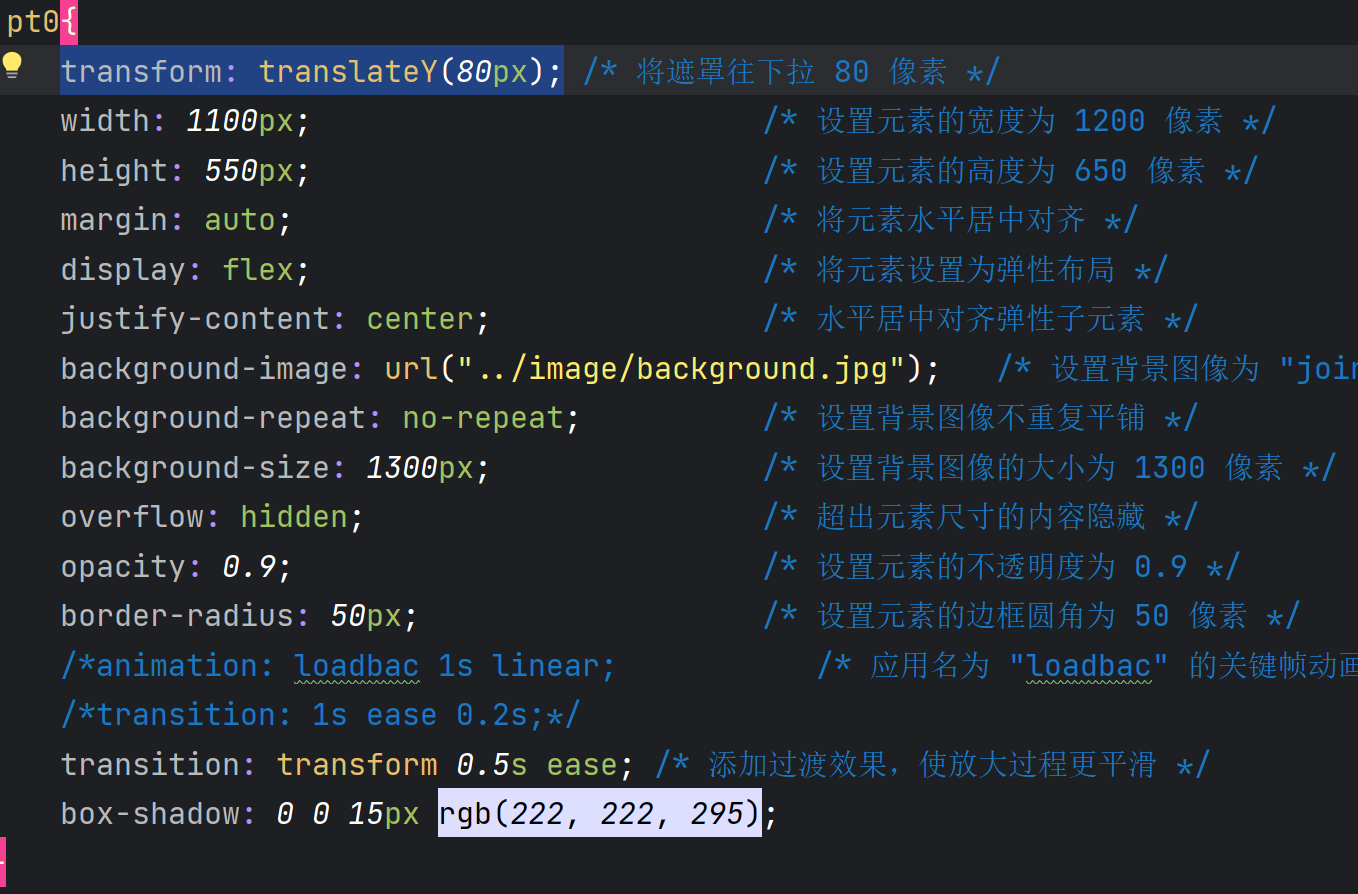 pt0{
transform: translateY(80px); /* 将遮罩往下拉 80 像素 */
width: 1100px; /* 设置元素的宽度为 1200 像素 */
height: 550px; /* 设置元素的高度为 650 像素 */
margin: auto; /* 将元素水平居中对齐 */
display: flex; /* 将元素设置为弹性布局 */
justify-content: center; /* 水平居中对齐弹性子元素 */
background-image: url("../image/background.jpg"); /* 设置背景图像为 "join
background-repeat: no-repeat; /* 设置背景图像不重复平铺 */
background-size: 1300px; /* 设置背景图像的大小为 1300 像素 */
overflow: hidden; /* 超出元素尺寸的内容隐藏 */
opacity: 0.9; /* 设置元素的不透明度为 0.9 */
border-radius: 50px; /* 设置元素的边框圆角为 50 像素 */
/*animation: loadbac 1s linear; /* 应用名为 "loadbac" 的关键帧动画
/*transition: 1s ease 0.2s;*/
transition: transform 0.5s ease; /* 添加过渡效果，使放大过程更平滑 */
box-shadow: 0 0 15px rgb(222, 222, 295);